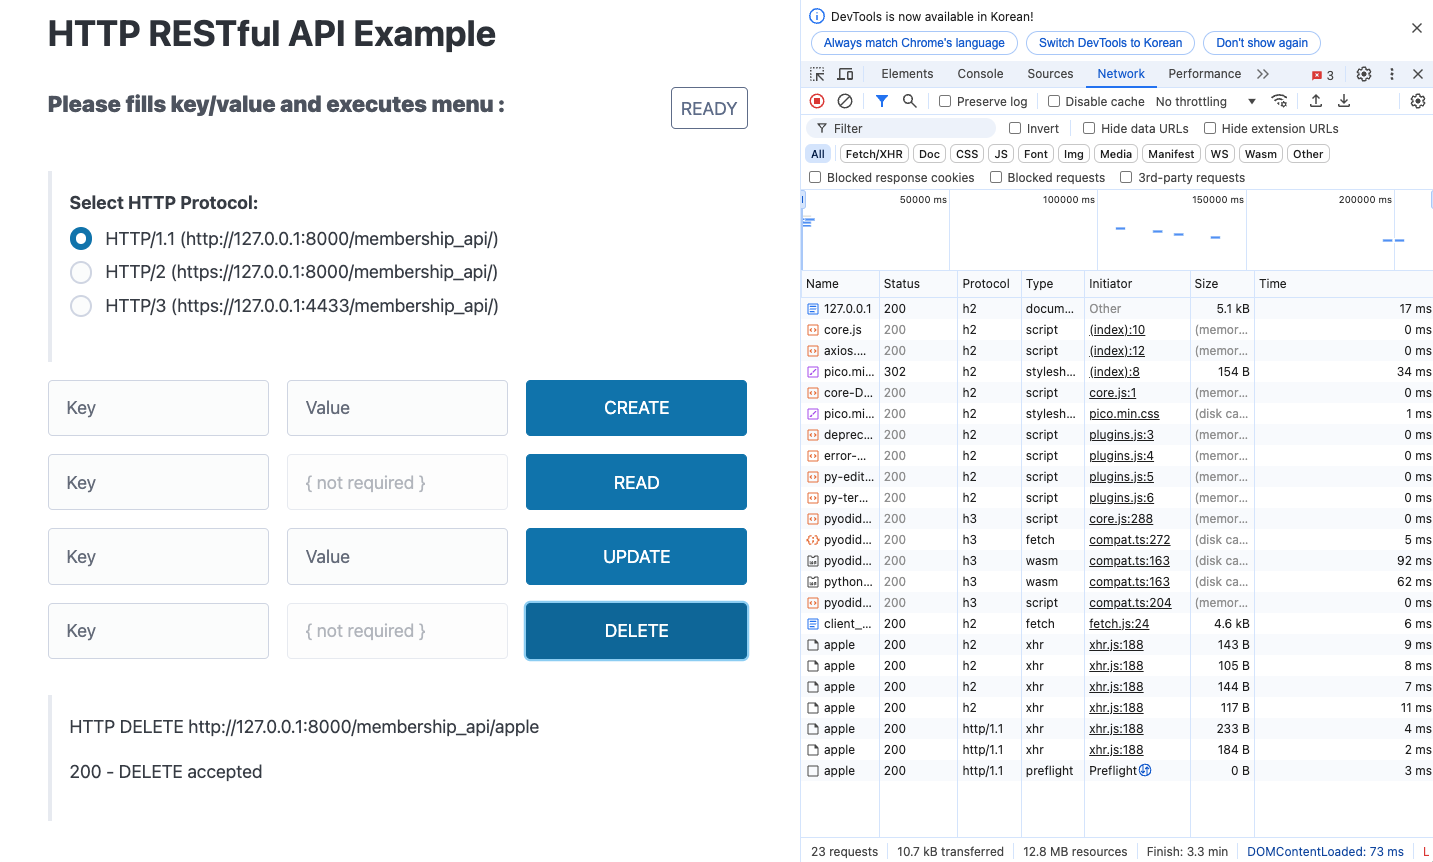 HTTP RESTful API Example
Please fills key/value and executes menu :
READY
Select HTTP Protocol:
HTTP/1.1 (http://127.0.0.1:8000/membership_api/)
HTTP/2 (https://127.0.0.1:8000/membership_api/)
HTTP/3 (https://127.0.0.1:4433/membership_api/)
Key Value CREATE
Key { not required } READ
Key Value UPDATE
Key { not required } DELETE
HTTP DELETE http://127.0.0.1:8000/membership_api/apple
200 - DELETE accepted
DevTools is now available in Korean!
Always match Chrome's language Switch DevTools to Korean Don't show again
Elements Console Sources Network Performance 3
Preserve log Disable cache No throttling
Filter Invert Hide data URLs Hide extension URLs
All Fetch/XHR Doc CSS JS Font Img Media Manifest WS Wasm Other
Blocked response cookies Blocked requests 3rd-party requests
50000 ms 100000 ms 150000 ms 200000 ms
Name Status Protocol Type Initiator Size Time
127.0.0.1 200 h2 docum... Other 5.1 kB 17 ms
core.js 200 h2 script (index):10 (memor... 0 ms
axios.... 200 h2 script (index):12 (memor... 0 ms
pico.mi... 302 h2 stylesh... (index):8 154 B 34 ms
core-D... 200 h2 script core.js:1 (memor... 0 ms
pico.mi... 200 h2 stylesh... pico.min.css (disk ca... 1 ms
deprec... 200 h2 script plugins.js:3 (memor... 0 ms
error-... 200 h2 script plugins.js:4 (memor... 0 ms
py-edit... 200 h2 script plugins.js:5 (memor... 0 ms
py-ter... 200 h2 script plugins.js:6 (memor... 0 ms
pyodid... 200 h3 script core.js:288 (memor... 0 ms
pyodid... 200 h3 fetch compat.ts:272 (disk ca... 5 ms
pyodid... 200 h3 wasm compat.ts:163 (disk ca... 92 ms
python... 200 h3 wasm compat.ts:163 (disk ca... 62 ms
pyodid... 200 h3 script compat.ts:204 (memor... 0 ms
client_... 200 h2 fetch fetch.js:24 4.6 kB 6 ms
apple 200 h2 xhr xhr.js:188 143 B 9 ms
apple 200 h2 xhr xhr.js:188 105 B 8 ms
apple 200 h2 xhr xhr.js:188 144 B 7 ms
apple 200 h2 xhr xhr.js:188 117 B 11 ms
apple 200 http/1.1 xhr xhr.js:188 233 B 4 ms
apple 200 http/1.1 xhr xhr.js:188 184 B 2 ms
apple 200 http/1.1 preflight Preflight 0 B 3 ms
23 requests 10.7 kB transferred 12.8 MB resources Finish: 3.3 min DOMContentLoaded: 73 ms L